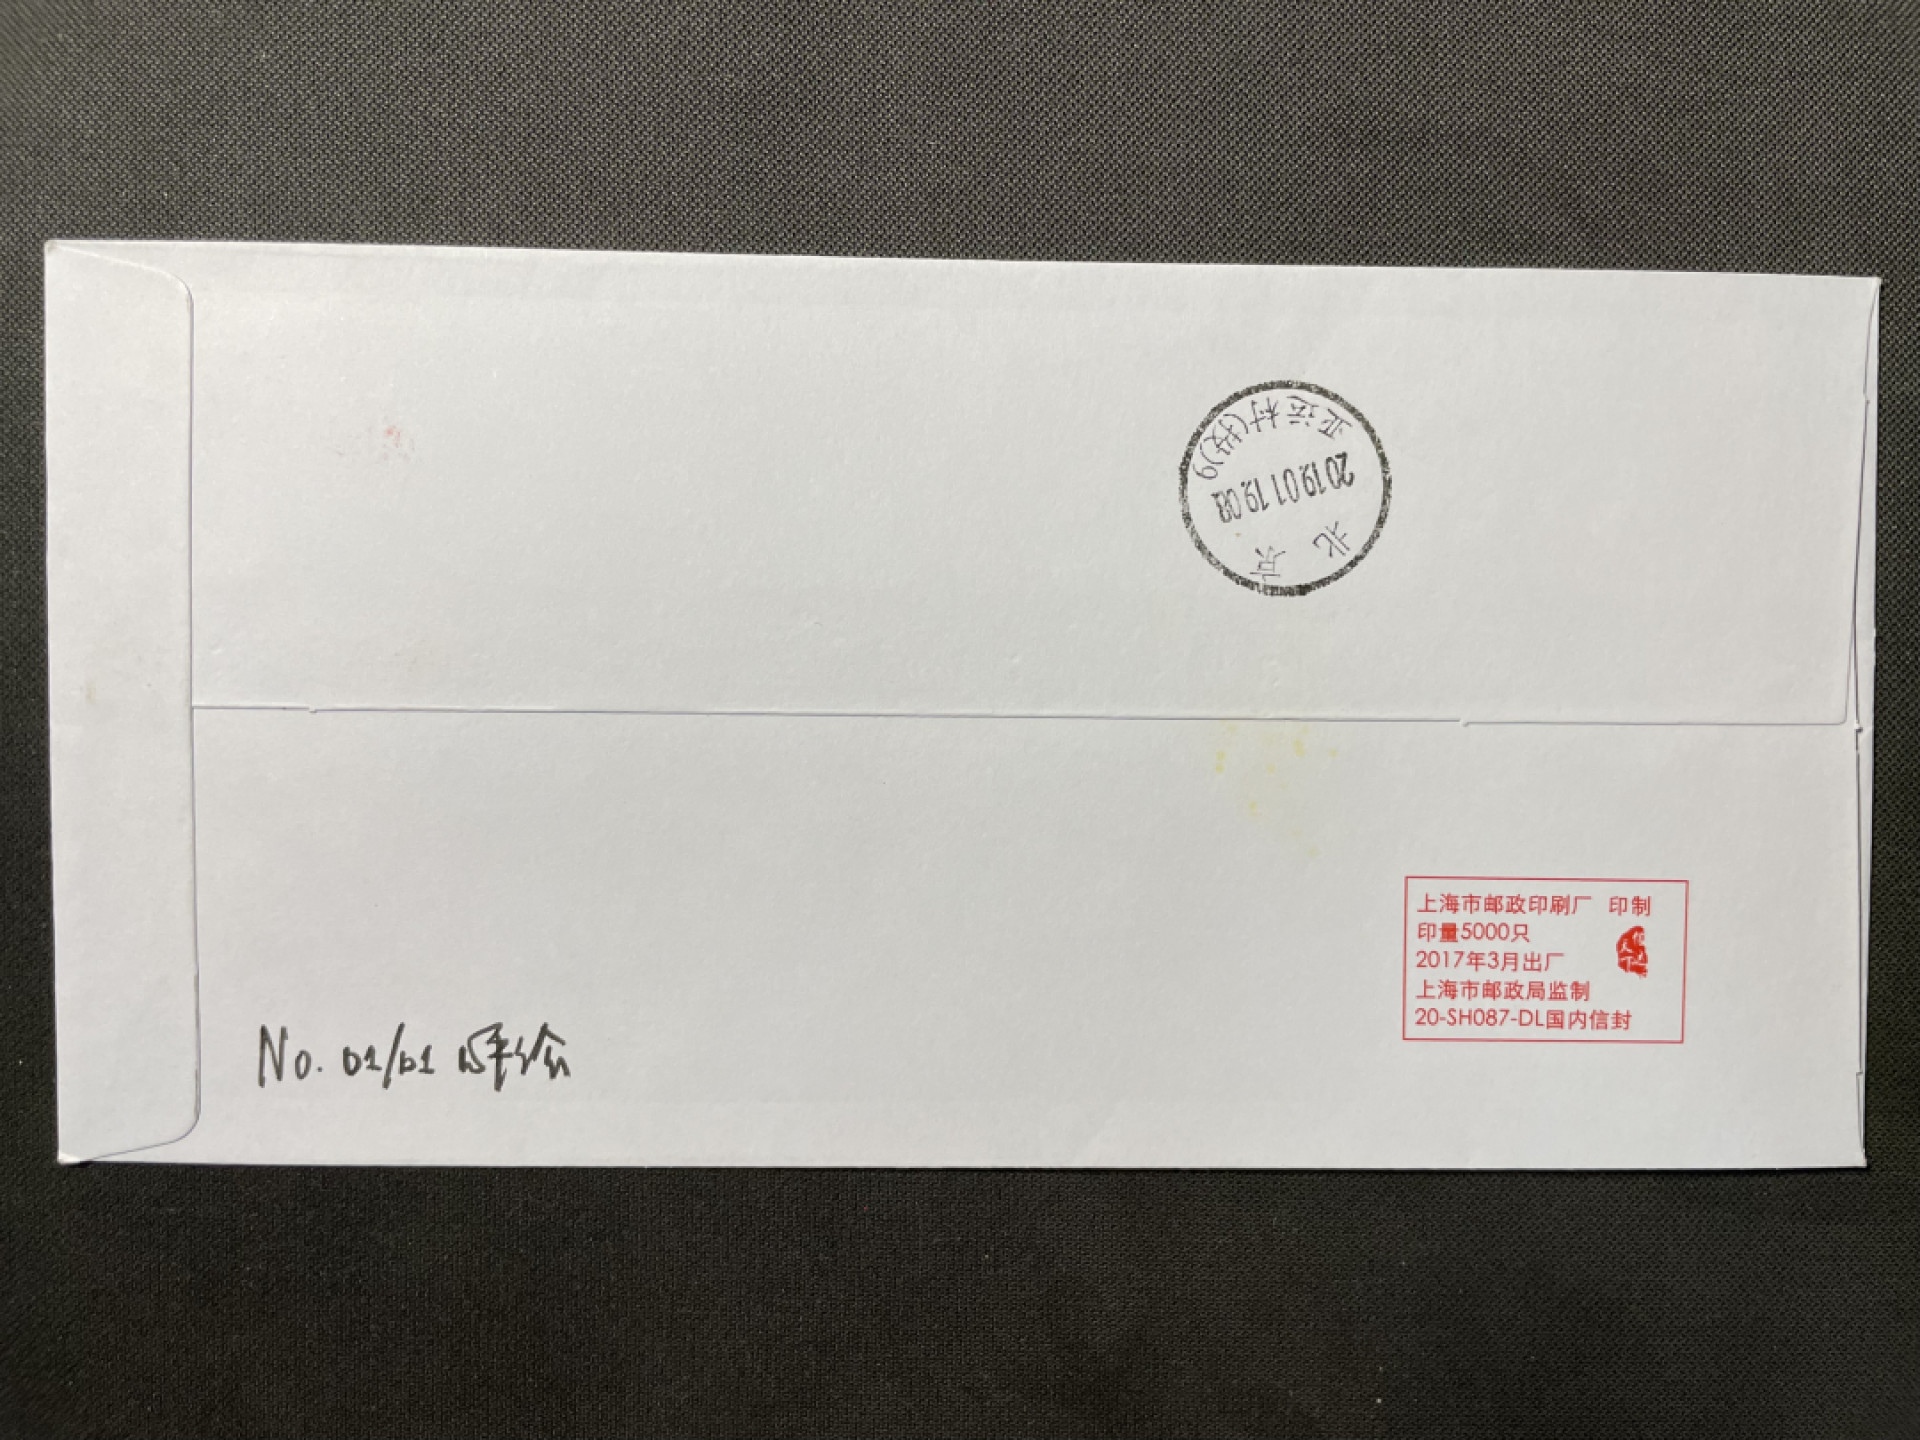 亚运村(投)9
2019.01.19.08
北京
上海市邮政印刷厂 印制
印量5000只
2017年3月出厂
上海市邮政局监制
20-SH087-DL国内信封
No. 01/01